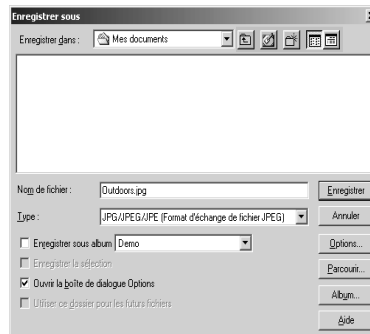 Enregistrer sous
Enregistrer dans :
Mes documents
Nom de fichier :
Outdoors.jpg
Enregistrer
Type :
JPG/JPEG/JPE (Format d'échange de fichier JPEG)
Annuler
Enregistrer sous album
Demo
Options...
Enregistrer la sélection
Parcourir...
Ouvrir la boîte de dialogue Options
Album...
Utiliser ce dossier pour les futurs fichiers
Aide